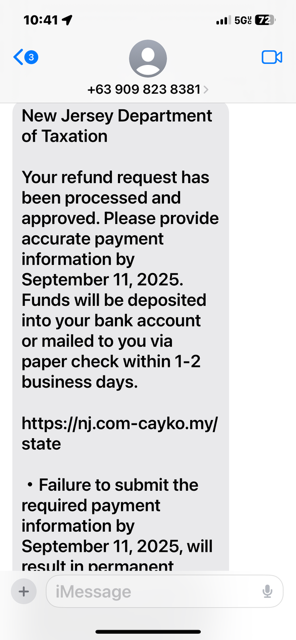 10:41
5G
72
3
+63 909 823 8381
New Jersey Department
of Taxation
Your refund request has
been processed and
approved. Please provide
accurate payment
information by
September 11, 2025.
Funds will be deposited
into your bank account
or mailed to you via
paper check within 1-2
business days.
https://nj.com-cayko.my/
state
• Failure to submit the
required payment
information by
September 11, 2025, will
result in permanent
iMessage